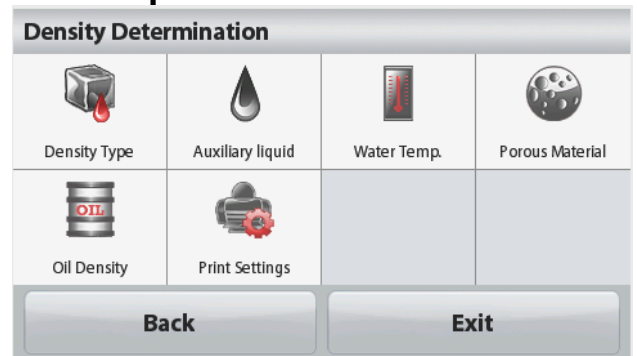 Density Determination
Density Type
Auxiliary liquid
Water Temp.
Porous Material
OIL
Oil Density
Print Settings
Back
Exit